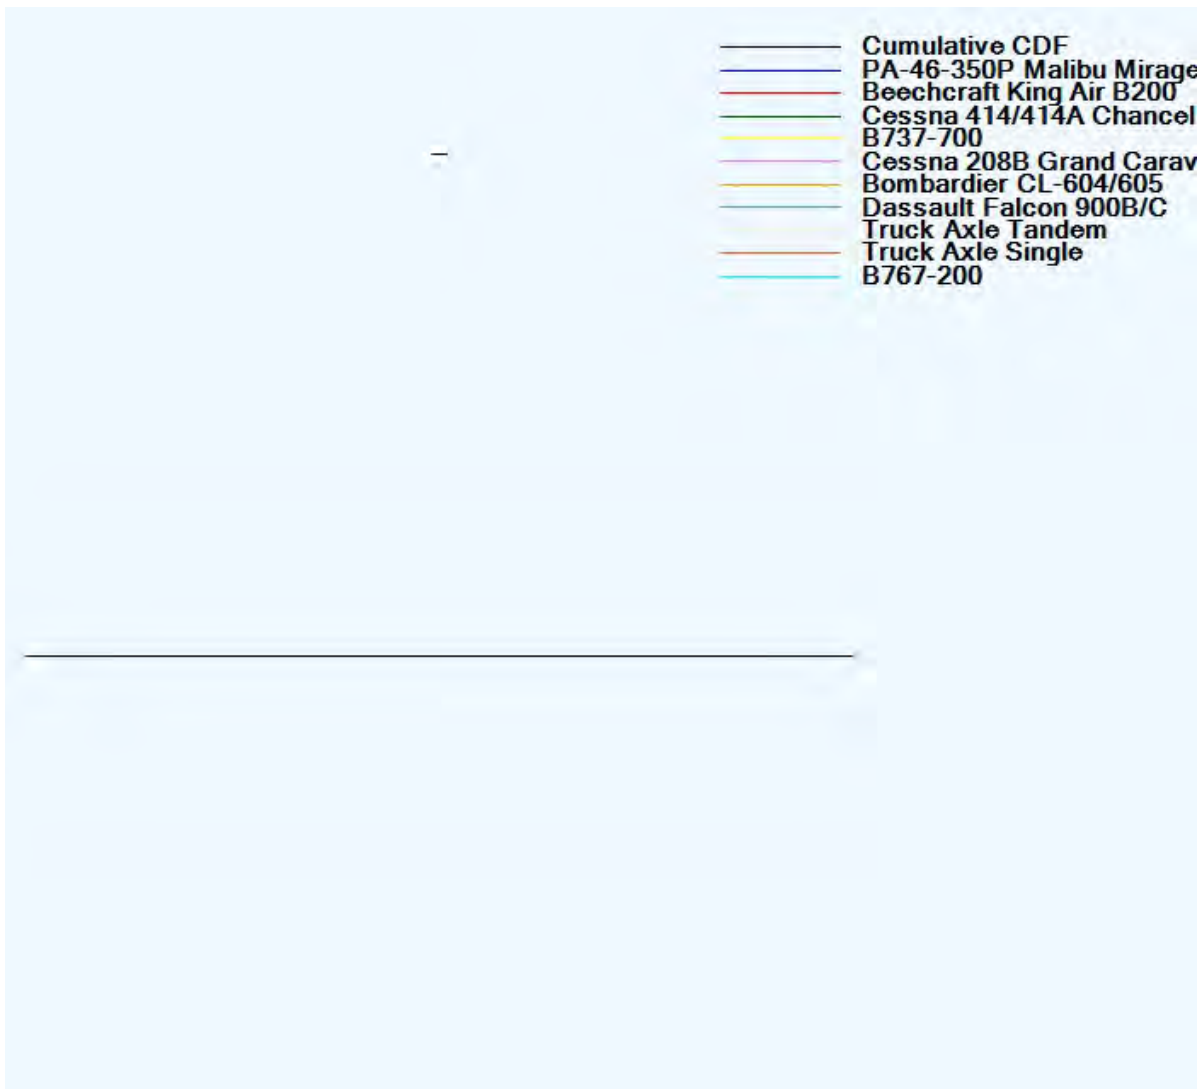 Cumulative CDF
PA-46-350P Malibu Mirage
Beechcraft King Air B200
Cessna 414/414A Chancel
B737-700
Cessna 208B Grand Carav
Bombardier CL-604/605
Dassault Falcon 900B/C
Truck Axle Tandem
Truck Axle Single
B767-200